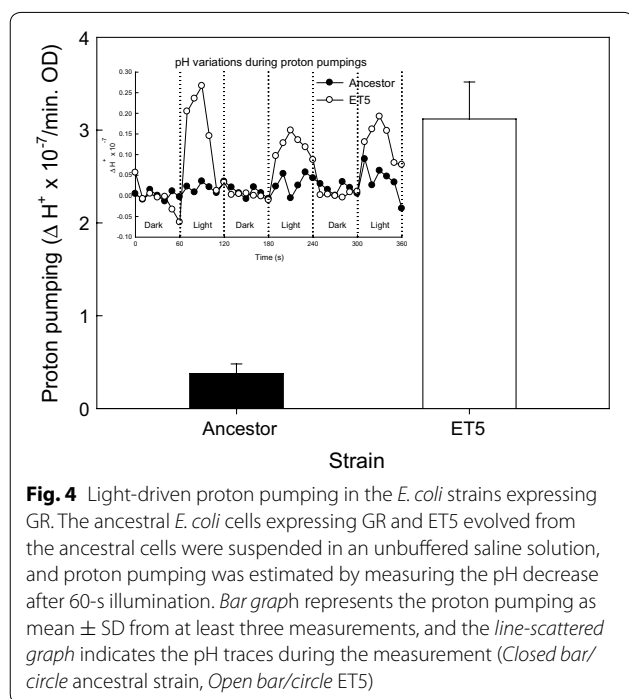 4
3
2
1
0
Proton pumping (Δ H⁺ x 10⁻⁷/min. OD)
pH variations during proton pumpings
Ancestor
ET5
0.30
0.25
0.20
0.15
0.10
0.05
0.00
-0.05
-0.10
Δ H⁺ x 10⁻⁷
Dark Light Dark Light Dark Light
0 60 120 180 240 300 360
Time (s)
Ancestor ET5
Strain
Fig. 4 Light-driven proton pumping in the E. coli strains expressing
GR. The ancestral E. coli cells expressing GR and ET5 evolved from
the ancestral cells were suspended in an unbuffered saline solution,
and proton pumping was estimated by measuring the pH decrease
after 60-s illumination. Bar graph represents the proton pumping as
mean ± SD from at least three measurements, and the line-scattered
graph indicates the pH traces during the measurement (Closed bar/
circle ancestral strain, Open bar/circle ET5)